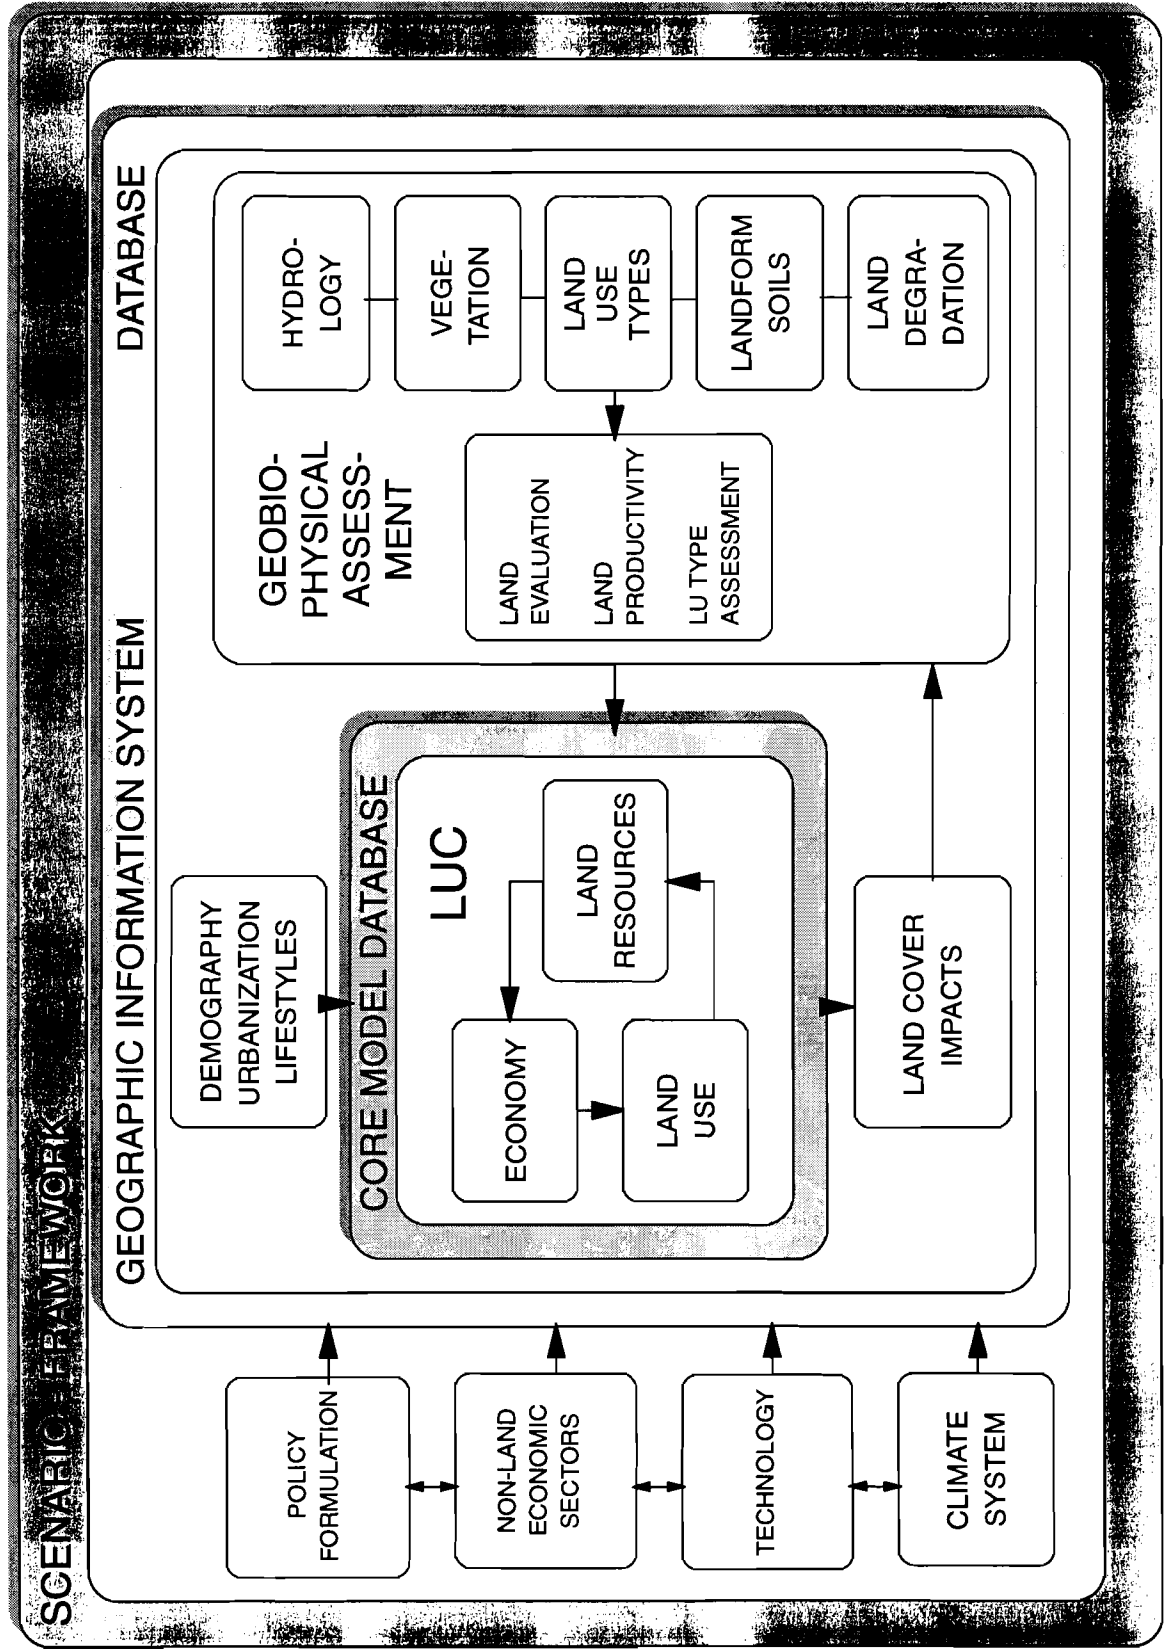 SCENARIO FRAMEWORK
GEOGRAPHIC INFORMATION SYSTEM
DATABASE
POLICY
FORMULATION
NON-LAND
ECONOMIC
SECTORS
TECHNOLOGY
CLIMATE
SYSTEM
DEMOGRAPHY
URBANIZATION
LIFESTYLES
CORE MODEL DATABASE
LUC
ECONOMY
LAND
USE
LAND
RESOURCES
LAND COVER
IMPACTS
GEOBIO-
PHYSICAL
ASSESS-
MENT
LAND
EVALUATION
LAND
PRODUCTIVITY
LU TYPE
ASSESSMENT
HYDRO-
LOGY
VEGE-
TATION
LAND
USE
TYPES
LANDFORM
SOILS
LAND
DEGRA-
DATION